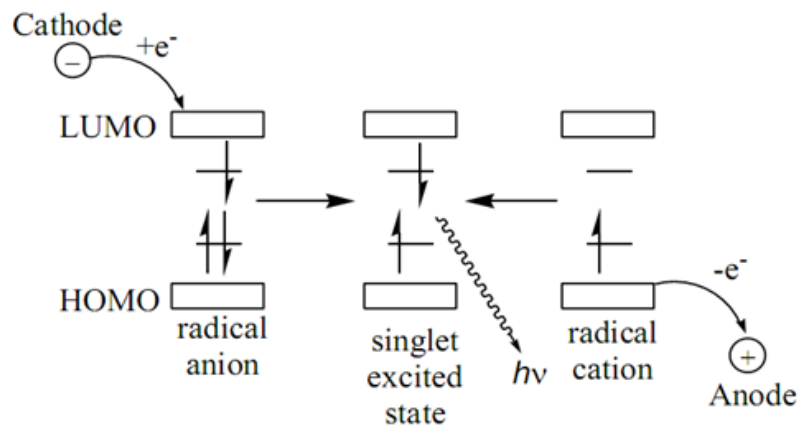 Cathode
–
+e⁻
LUMO
HOMO
radical
anion
singlet
excited
state
hν
radical
cation
-e⁻
+
Anode